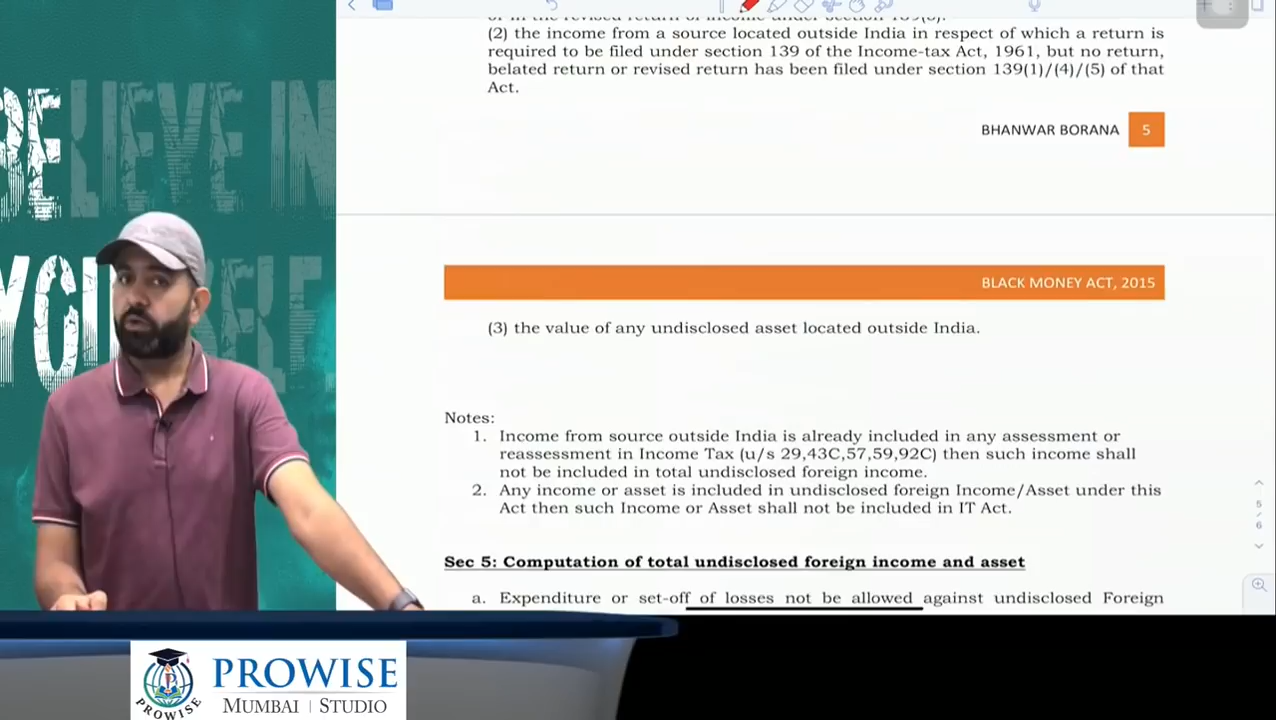 BELIEVE IN
(2) the income from a source located outside India in respect of which a return is
required to be filed under section 139 of the Income-tax Act, 1961, but no return,
belated return or revised return has been filed under section 139(1)/(4)/(5) of that
Act.
BHANWAR BORANA 5
BLACK MONEY ACT, 2015
(3) the value of any undisclosed asset located outside India.
Notes:
1. Income from source outside India is already included in any assessment or
reassessment in Income Tax (u/s 29,43C,57,59,92C) then such income shall
not be included in total undisclosed foreign income.
2. Any income or asset is included in undisclosed foreign Income/Asset under this
Act then such Income or Asset shall not be included in IT Act.
Sec 5: Computation of total undisclosed foreign income and asset
a. Expenditure or set-off of losses not be allowed against undisclosed Foreign
5
6
PROWISE
MUMBAI | STUDIO
PROWISE